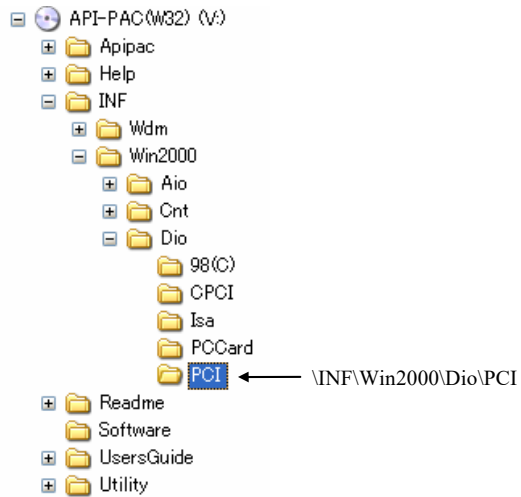 API-PAC(W32) (V:)
Apipac
Help
INF
Wdm
Win2000
Aio
Cnt
Dio
98(C)
CPCI
Isa
PCCard
PCI
\INF\Win2000\Dio\PCI
Readme
Software
UsersGuide
Utility